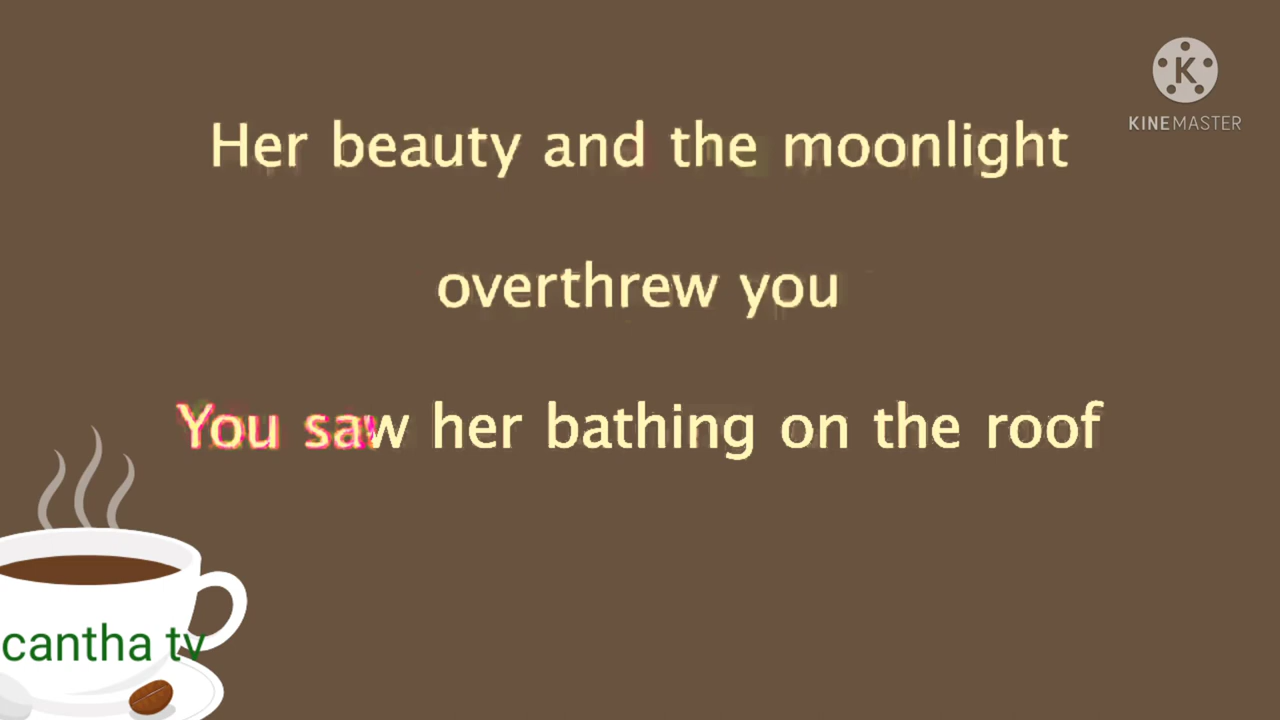 Her beauty and the moonlight
overthrew you
You saw her bathing on the roof
KINEMASTER
cantha tv